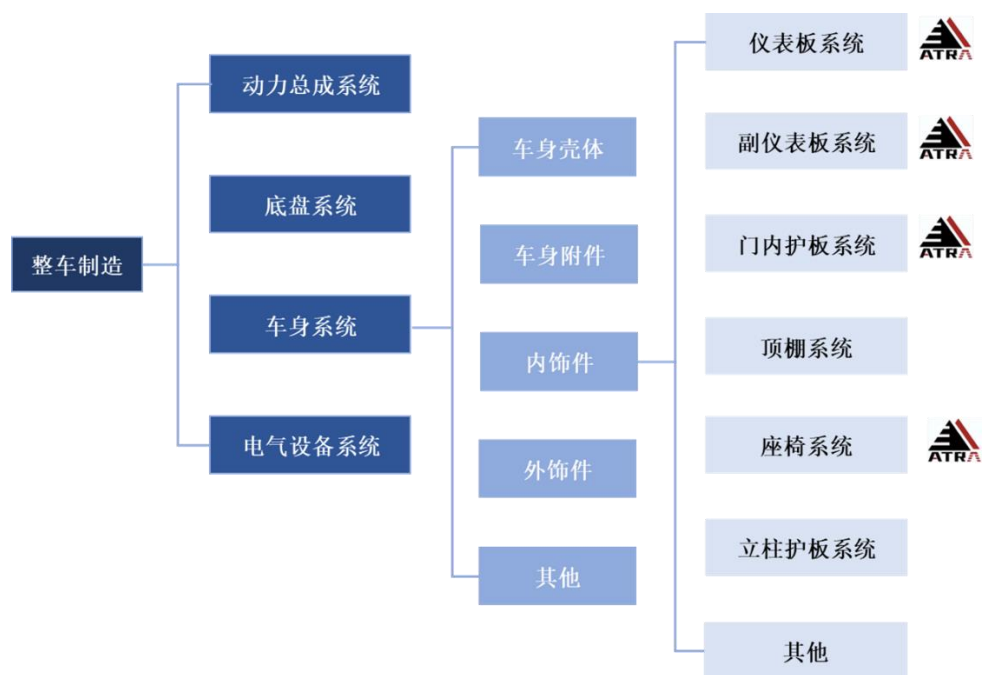 整车制造
动力总成系统
底盘系统
车身系统
电气设备系统
车身壳体
车身附件
内饰件
外饰件
其他
仪表板系统
ATRA
副仪表板系统
ATRA
门内护板系统
ATRA
顶棚系统
座椅系统
ATRA
立柱护板系统
其他